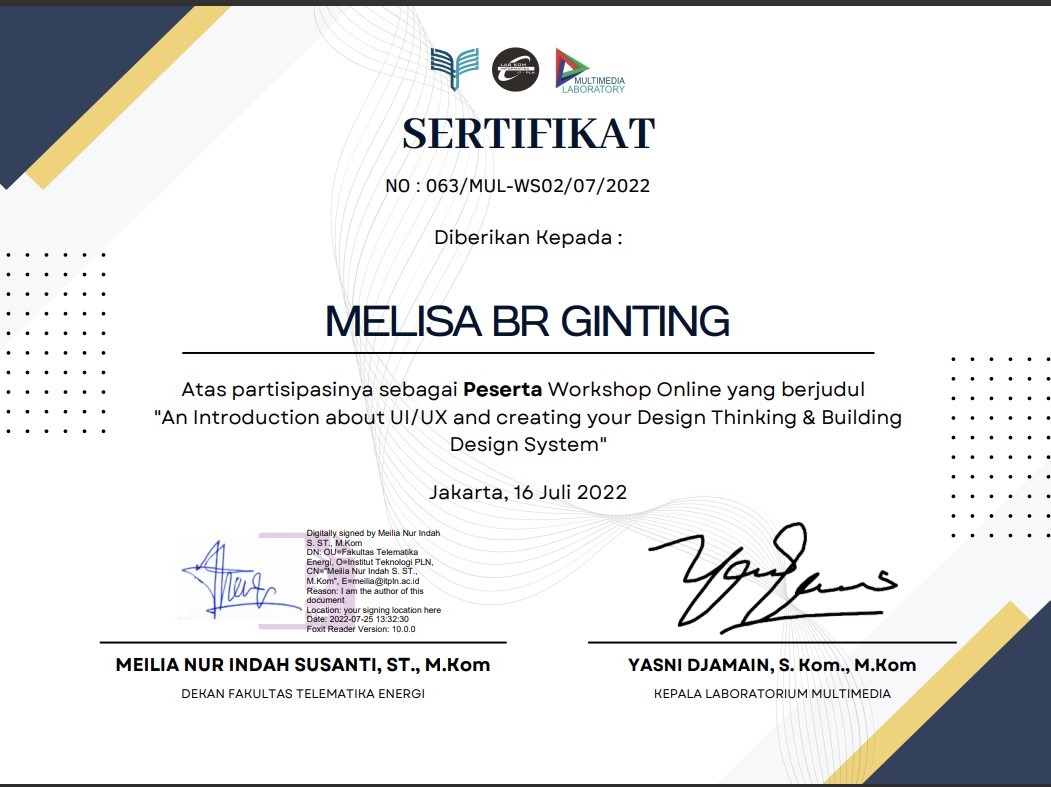 LAB KOM
INFORMATIKA
IT - PLN
MULTIMEDIA
LABORATORY
SERTIFIKAT
NO : 063/MUL-WS02/07/2022
Diberikan Kepada :
MELISA BR GINTING
Atas partisipasinya sebagai Peserta Workshop Online yang berjudul
"An Introduction about UI/UX and creating your Design Thinking & Building
Design System"
Jakarta, 16 Juli 2022
Digitally signed by Meilia Nur Indah
S. ST., M.Kom
DN: OU=Fakultas Telematika
Energi, O=Institut Teknologi PLN,
CN="Meilia Nur Indah S. ST.,
M.Kom", E=meilia@itpln.ac.id
Reason: I am the author of this
document
Location: your signing location here
Date: 2022-07-25 13:32:30
Foxit Reader Version: 10.0.0
MEILIA NUR INDAH SUSANTI, ST., M.Kom
DEKAN FAKULTAS TELEMATIKA ENERGI
YASNI DJAMAIN, S. Kom., M.Kom
KEPALA LABORATORIUM MULTIMEDIA